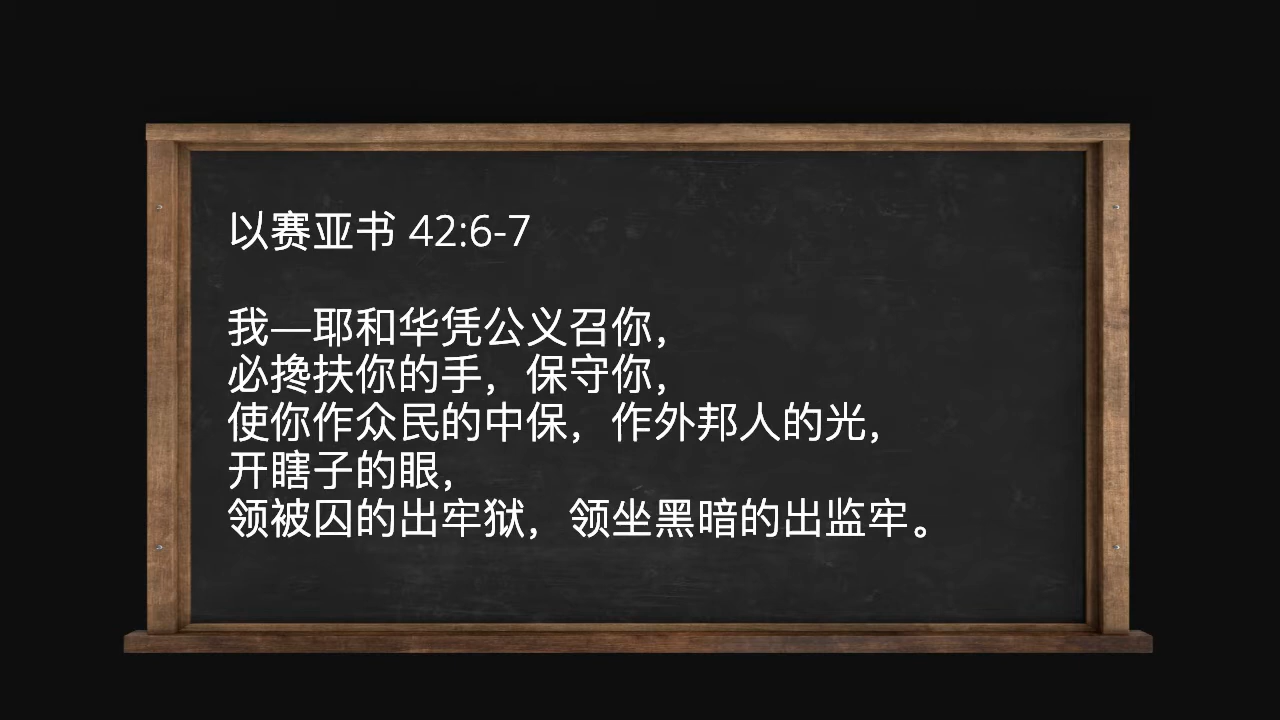 以赛亚书 42:6-7
我—耶和华凭公义召你，
必搀扶你的手，保守你，
使你作众民的中保，作外邦人的光，
开瞎子的眼，
领被囚的出牢狱，领坐黑暗的出监牢。